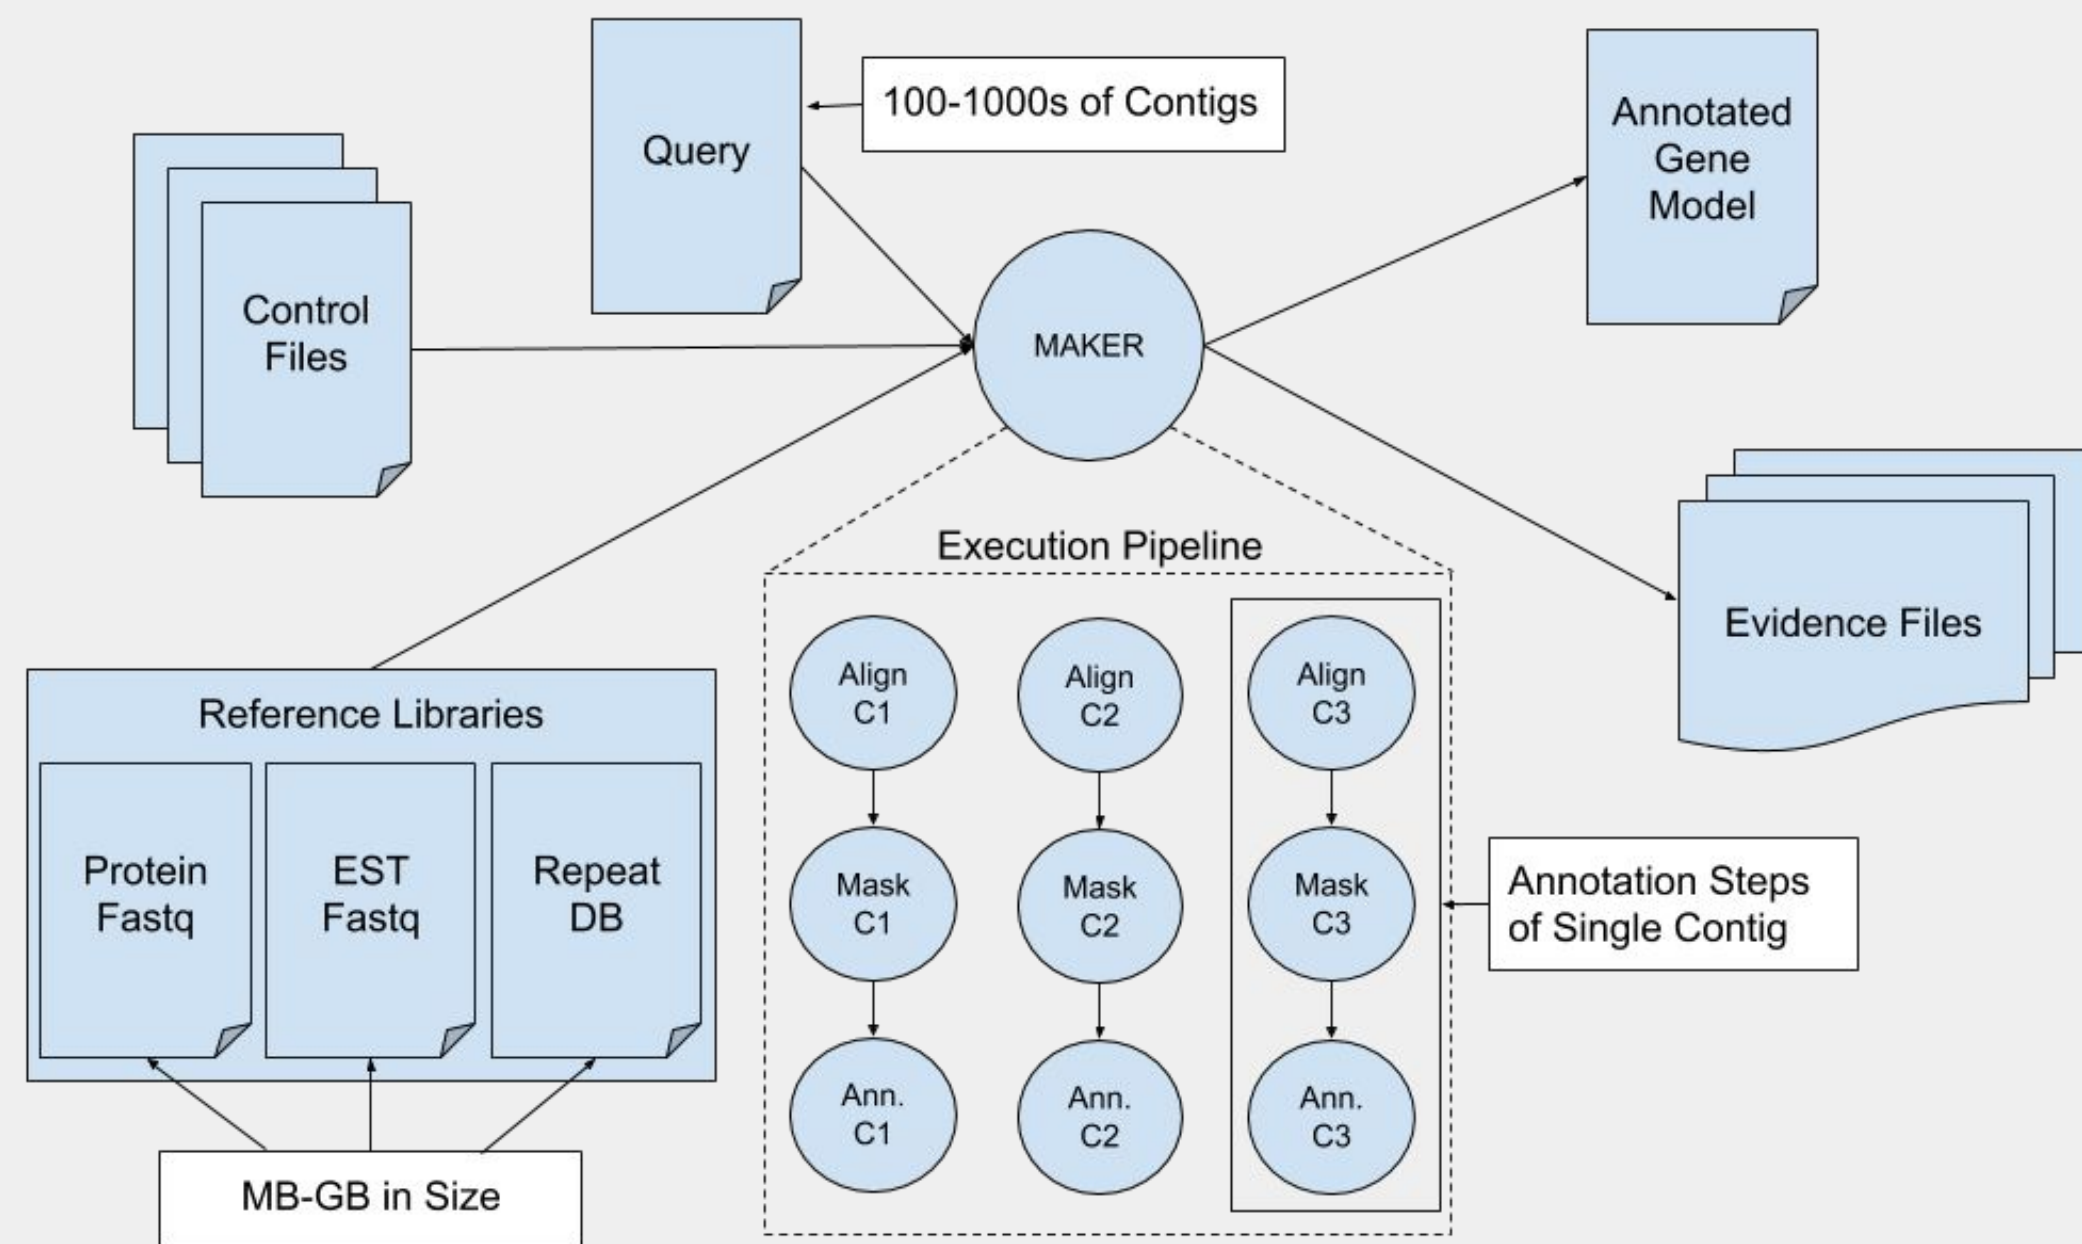 Query
100-1000s of Contigs
Annotated
Gene
Model
Control
Files
MAKER
Execution Pipeline
Evidence Files
Reference Libraries
Protein
Fastq
EST
Fastq
Repeat
DB
MB-GB in Size
Align
C1
Align
C2
Align
C3
Mask
C1
Mask
C2
Mask
C3
Ann.
C1
Ann.
C2
Ann.
C3
Annotation Steps
of Single Contig